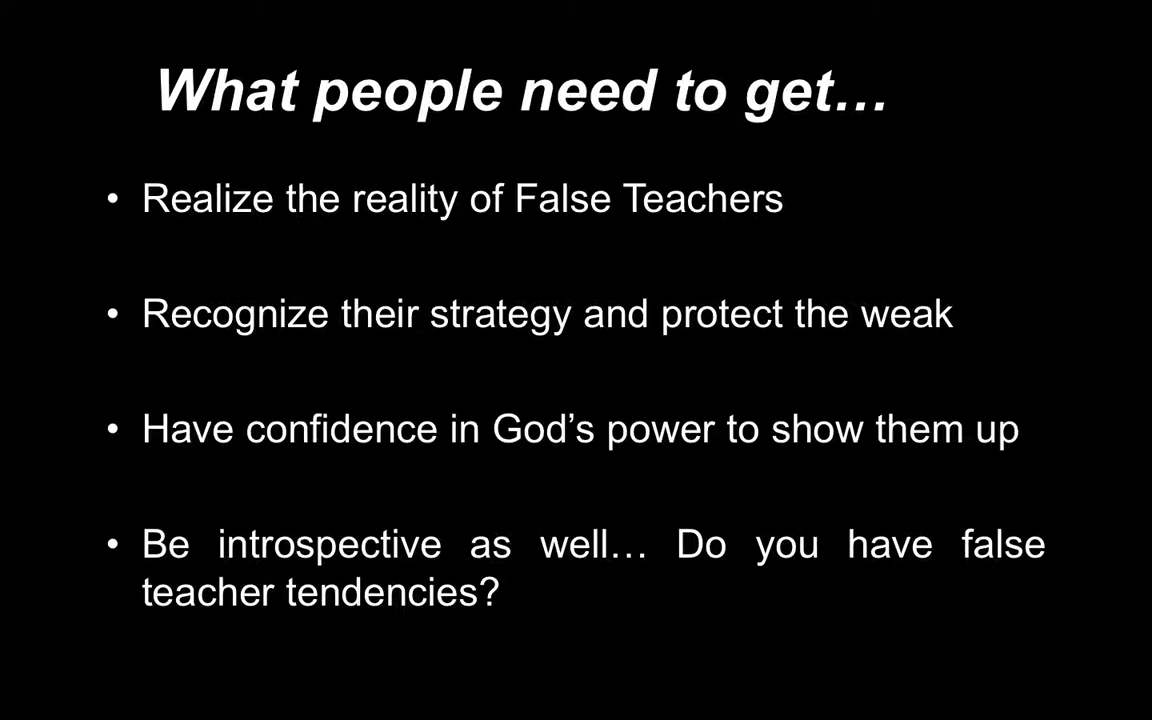 What people need to get…
• Realize the reality of False Teachers
• Recognize their strategy and protect the weak
• Have confidence in God’s power to show them up
• Be introspective as well… Do you have false
teacher tendencies?